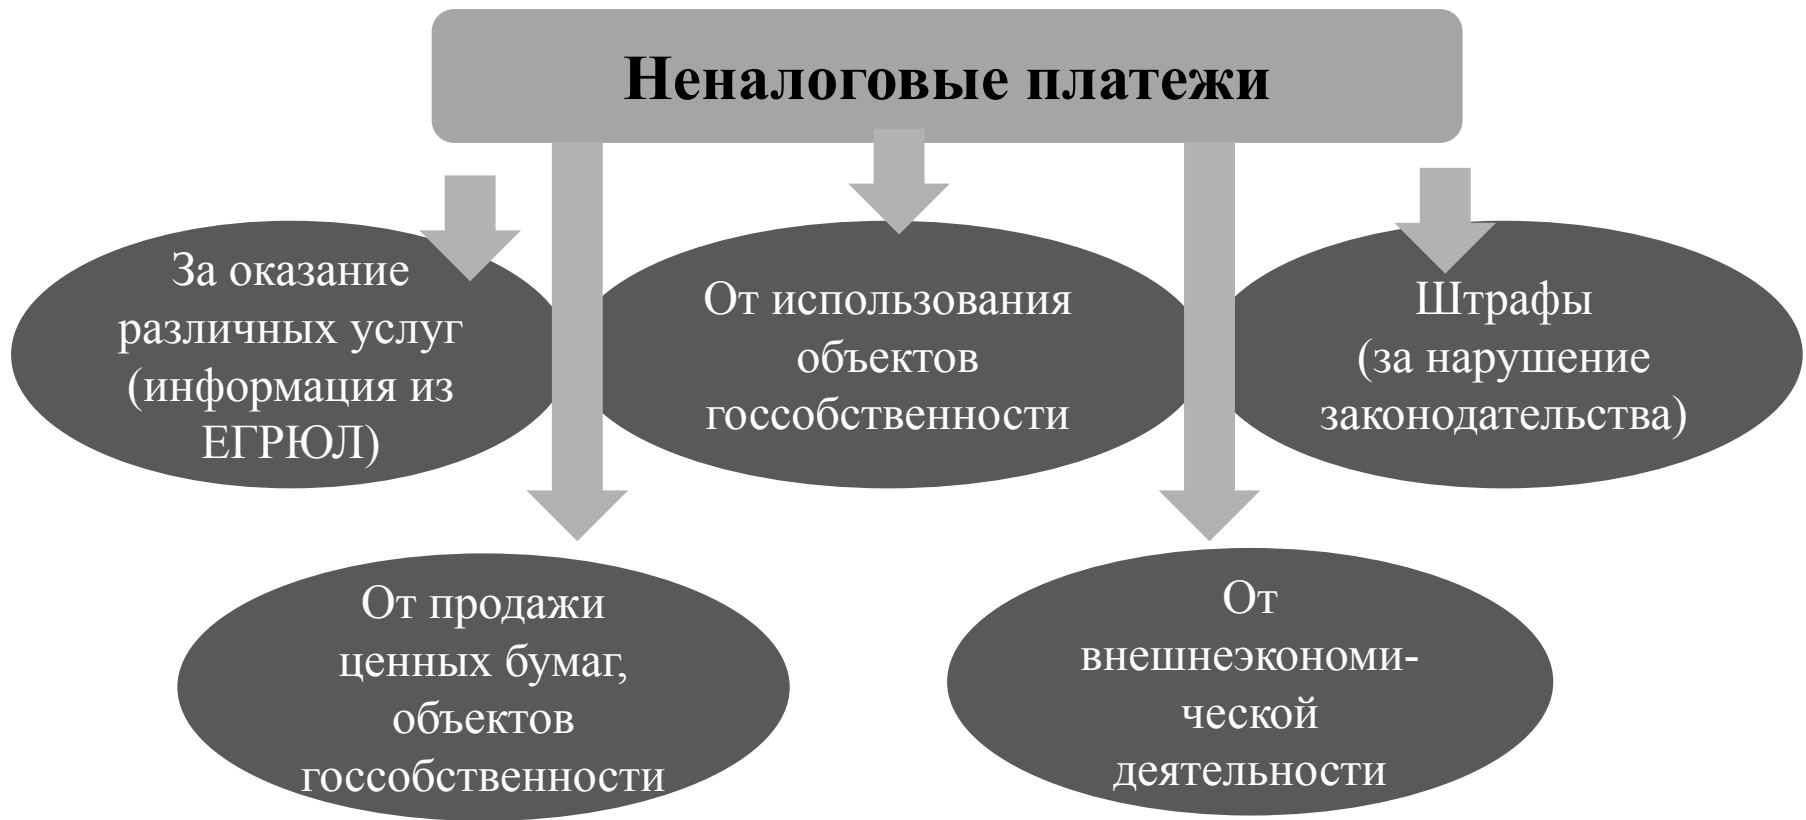 Неналоговые платежи
За оказание
различных услуг
(информация из
ЕГРЮЛ)
От использования
объектов
госсобственности
Штрафы
(за нарушение
законодательства)
От продажи
ценных бумаг,
объектов
госсобственности
От
внешнеэкономи-
ческой
деятельности